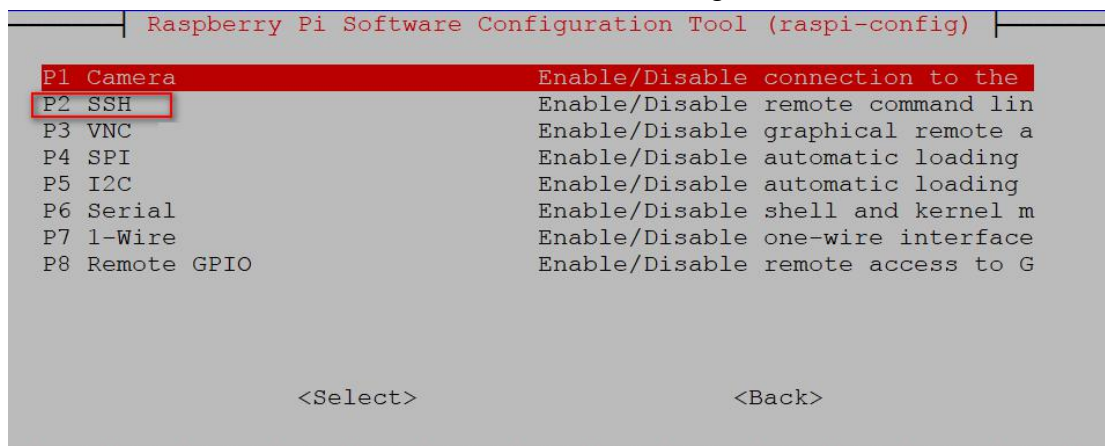 Raspberry Pi Software Configuration Tool (raspi-config)
P1 Camera Enable/Disable connection to the
P2 SSH Enable/Disable remote command lin
P3 VNC Enable/Disable graphical remote a
P4 SPI Enable/Disable automatic loading
P5 I2C Enable/Disable automatic loading
P6 Serial Enable/Disable shell and kernel m
P7 1-Wire Enable/Disable one-wire interface
P8 Remote GPIO Enable/Disable remote access to G
<Select> <Back>